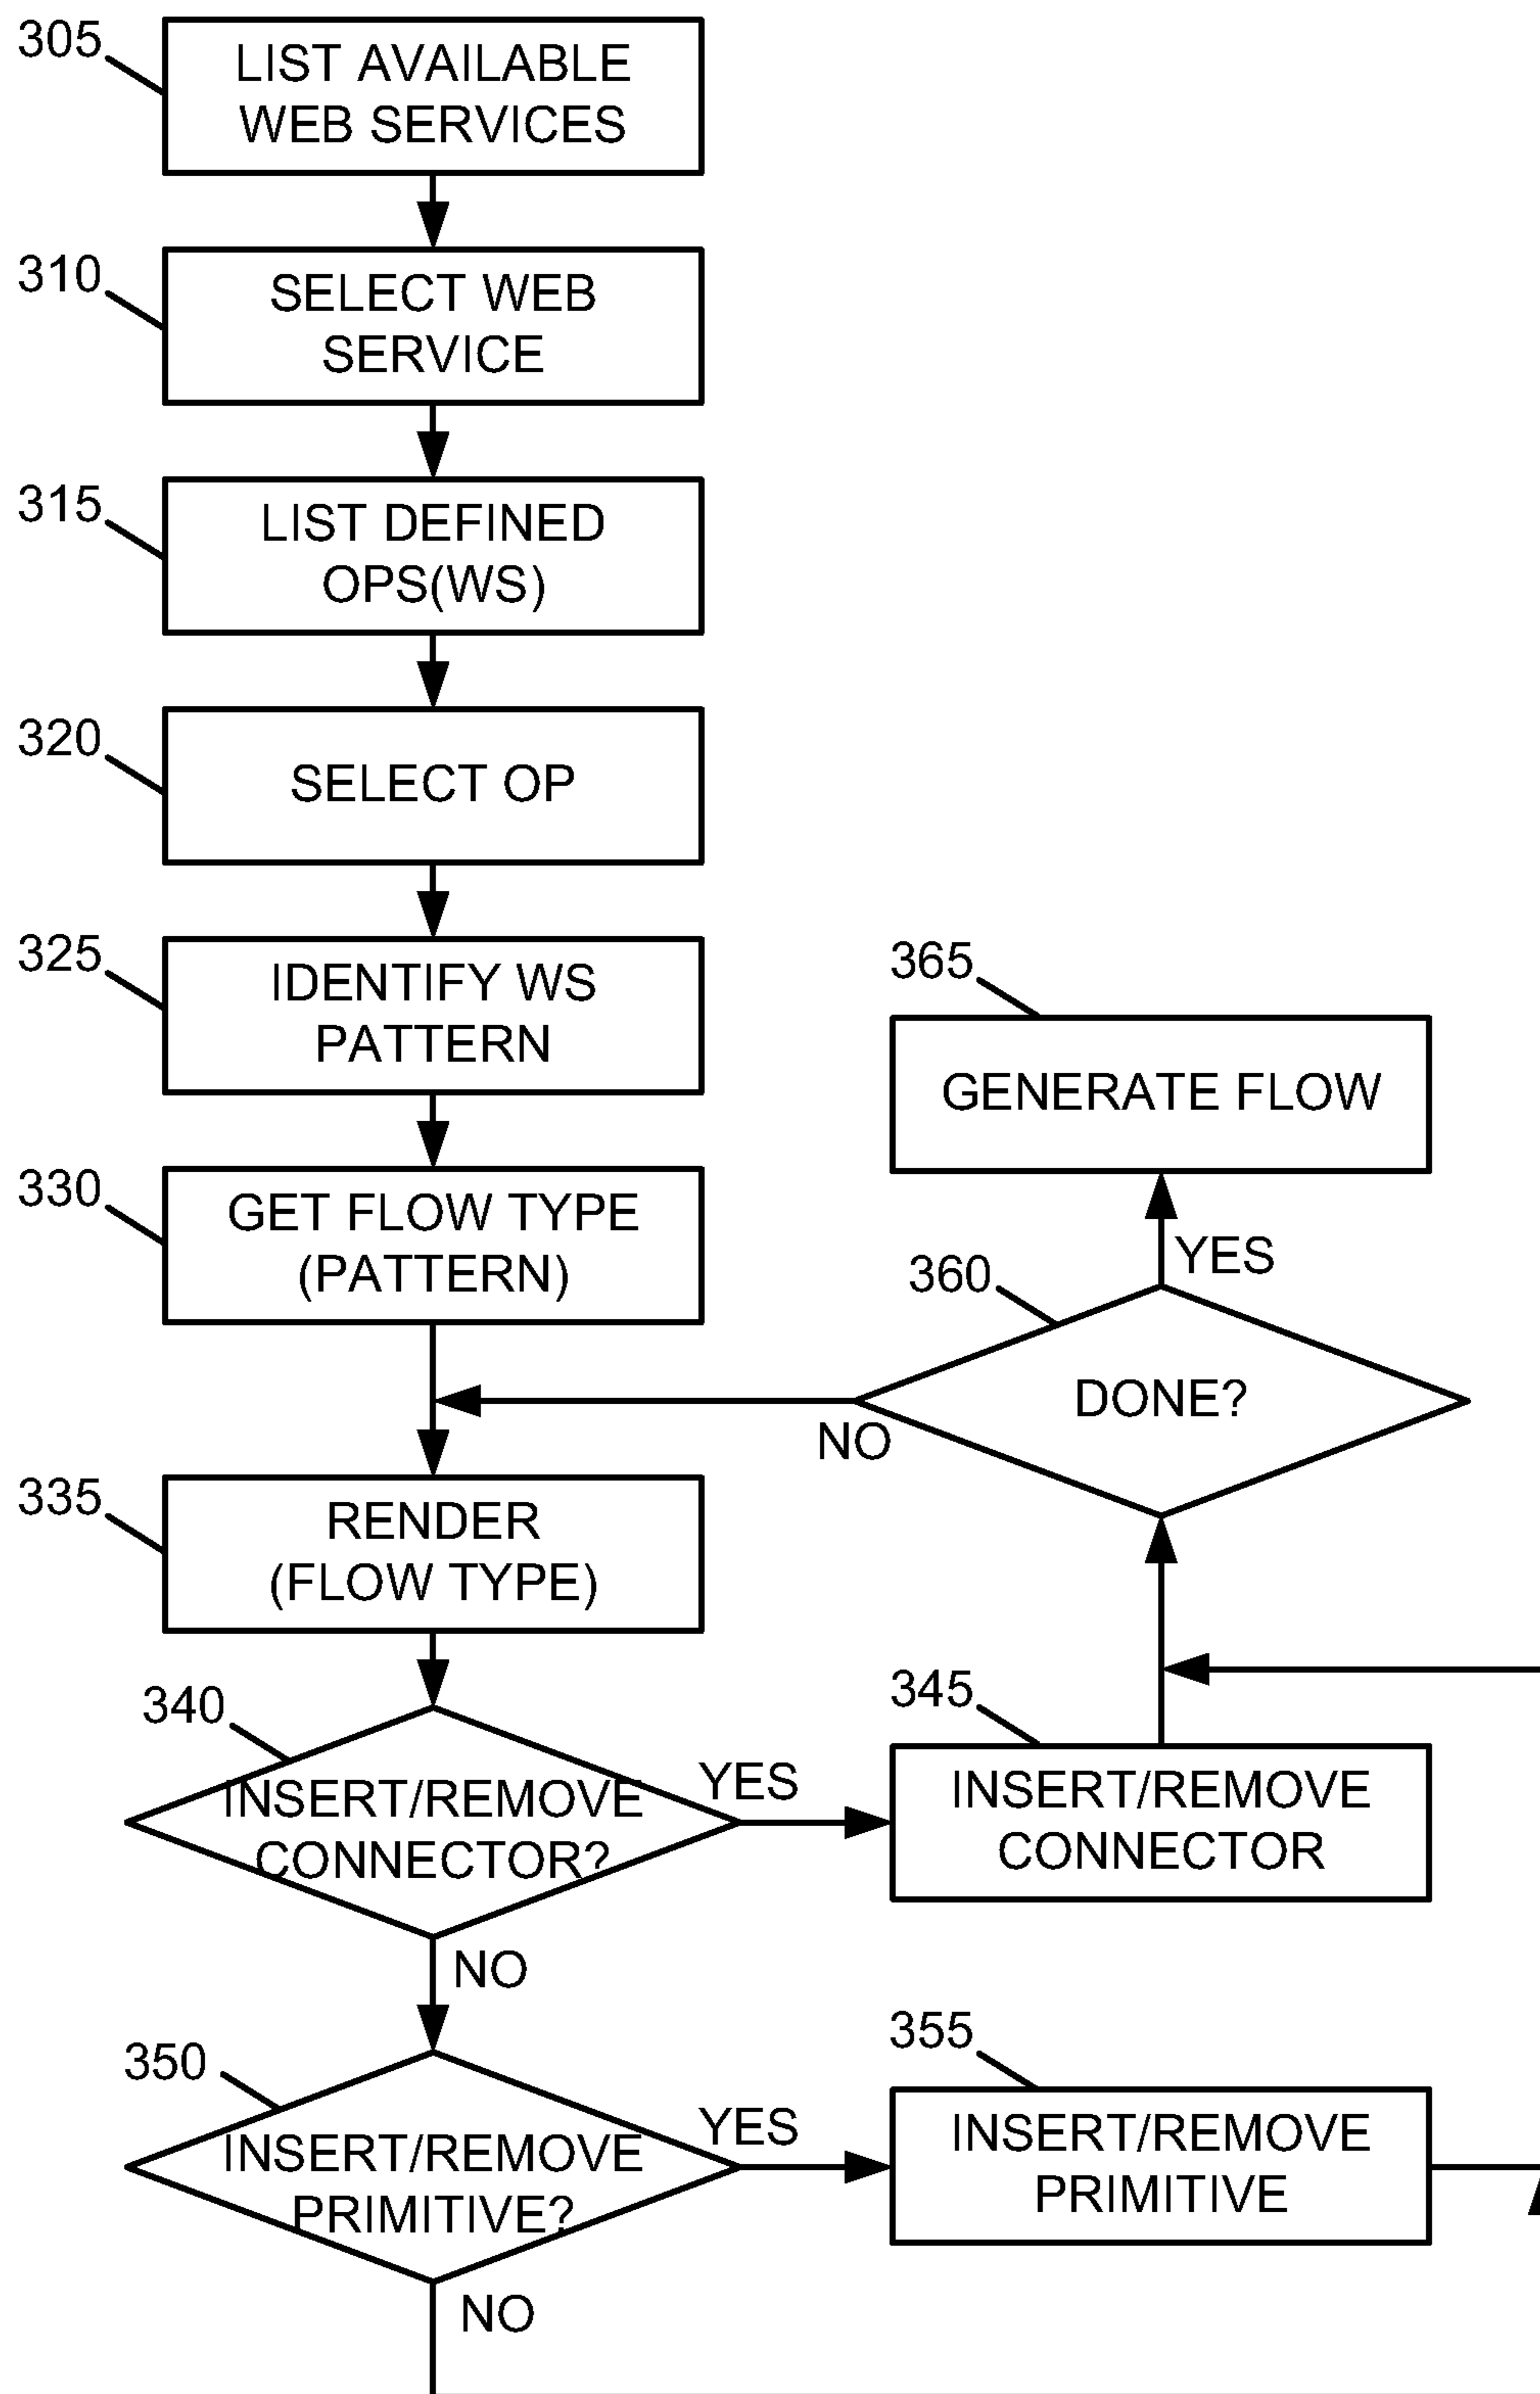 305
LIST AVAILABLE
WEB SERVICES
310
SELECT WEB
SERVICE
315
LIST DEFINED
OPS(WS)
320
SELECT OP
325
IDENTIFY WS
PATTERN
330
GET FLOW TYPE
(PATTERN)
335
RENDER
(FLOW TYPE)
340
INSERT/REMOVE
CONNECTOR?
YES
NO
345
INSERT/REMOVE
CONNECTOR
350
INSERT/REMOVE
PRIMITIVE?
YES
NO
355
INSERT/REMOVE
PRIMITIVE
360
DONE?
NO
YES
365
GENERATE FLOW